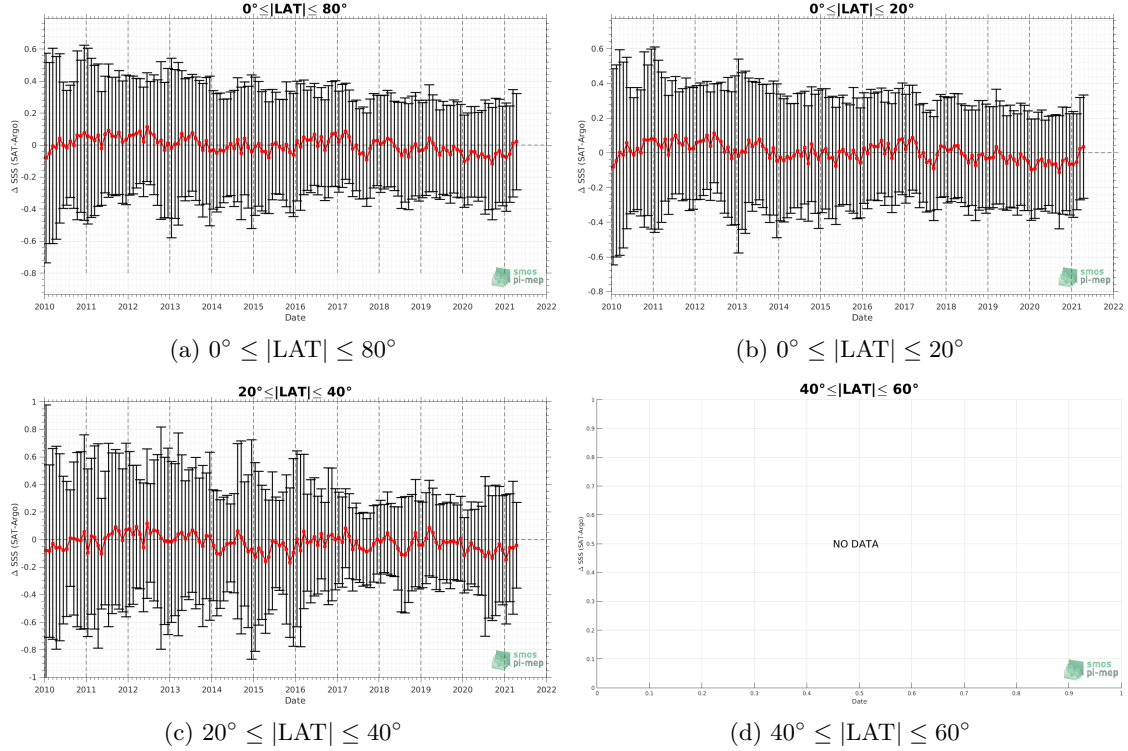 0°≤|LAT|≤ 80°
Δ SSS (SAT-Argo)
0.6
0.4
0.2
0
-0.2
-0.4
-0.6
-0.8
2010 2011 2012 2013 2014 2015 2016 2017 2018 2019 2020 2021 2022
Date
smos
pi-mep
(a) 0° ≤ |LAT| ≤ 80°
0°≤|LAT|≤ 20°
Δ SSS (SAT-Argo)
0.6
0.4
0.2
0
-0.2
-0.4
-0.6
-0.8
2010 2011 2012 2013 2014 2015 2016 2017 2018 2019 2020 2021 2022
Date
smos
pi-mep
(b) 0° ≤ |LAT| ≤ 20°
20°≤|LAT|≤ 40°
Δ SSS (SAT-Argo)
1
0.8
0.6
0.4
0.2
0
-0.2
-0.4
-0.6
-0.8
-1
2010 2011 2012 2013 2014 2015 2016 2017 2018 2019 2020 2021 2022
Date
smos
pi-mep
(c) 20° ≤ |LAT| ≤ 40°
40°≤|LAT|≤ 60°
Δ SSS (SAT-Argo)
1
0.9
0.8
0.7
0.6
0.5
0.4
0.3
0.2
0.1
0
NO DATA
0 0.1 0.2 0.3 0.4 0.5 0.6 0.7 0.8 0.9 1
Date
smos
pi-mep
(d) 40° ≤ |LAT| ≤ 60°